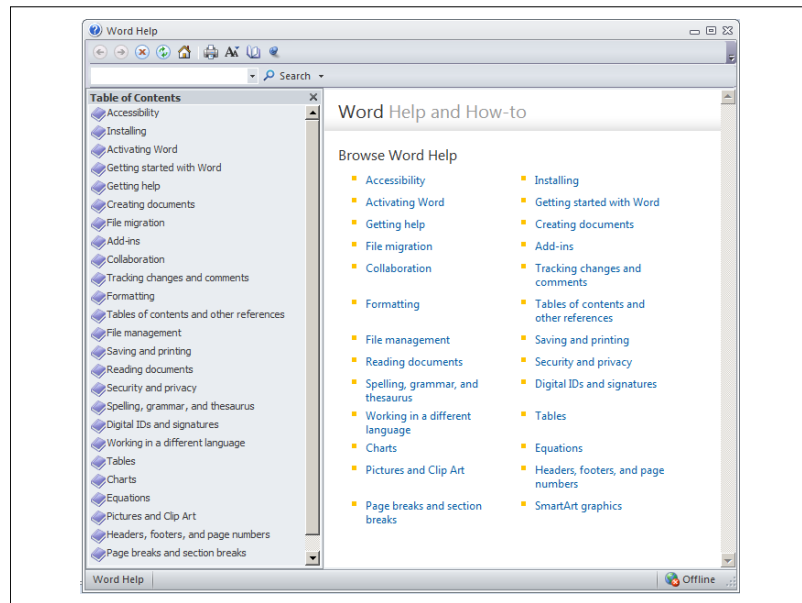 Word Help
Search
Table of Contents
Accessibility
Installing
Activating Word
Getting started with Word
Getting help
Creating documents
File migration
Add-ins
Collaboration
Tracking changes and comments
Formatting
Tables of contents and other references
File management
Saving and printing
Reading documents
Security and privacy
Spelling, grammar, and thesaurus
Digital IDs and signatures
Working in a different language
Tables
Charts
Equations
Pictures and Clip Art
Headers, footers, and page numbers
Page breaks and section breaks
Word Help and How-to
Browse Word Help
Accessibility
Installing
Activating Word
Getting started with Word
Getting help
Creating documents
File migration
Add-ins
Collaboration
Tracking changes and
comments
Formatting
Tables of contents and
other references
File management
Saving and printing
Reading documents
Security and privacy
Spelling, grammar, and
thesaurus
Digital IDs and signatures
Working in a different
language
Tables
Charts
Equations
Pictures and Clip Art
Headers, footers, and page
numbers
Page breaks and section
breaks
SmartArt graphics
Word Help
Offline